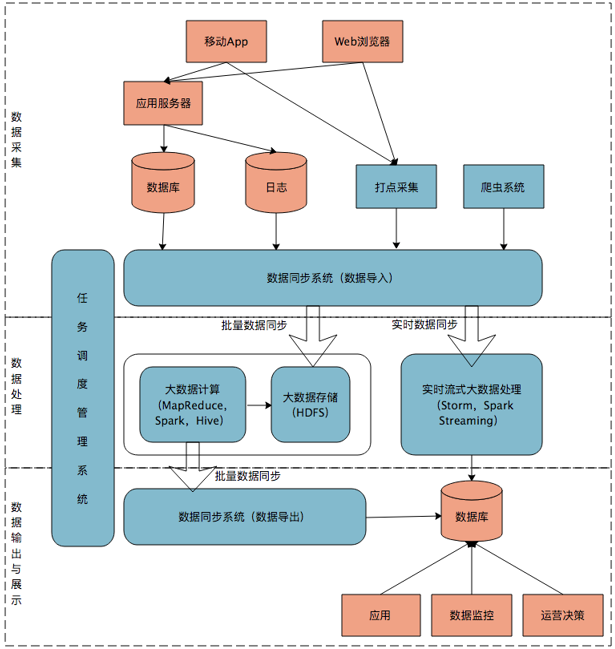 移动App
Web浏览器
应用服务器
数据采集
数据库
日志
打点采集
爬虫系统
数据同步系统（数据导入）
任务调度管理系统
批量数据同步
实时数据同步
数据处理
大数据计算
（MapReduce，
Spark，Hive）
大数据存储
（HDFS）
实时流式大数据处理
（Storm，Spark
Streaming）
批量数据同步
数据输出与展示
数据同步系统（数据导出）
数据库
应用
数据监控
运营决策